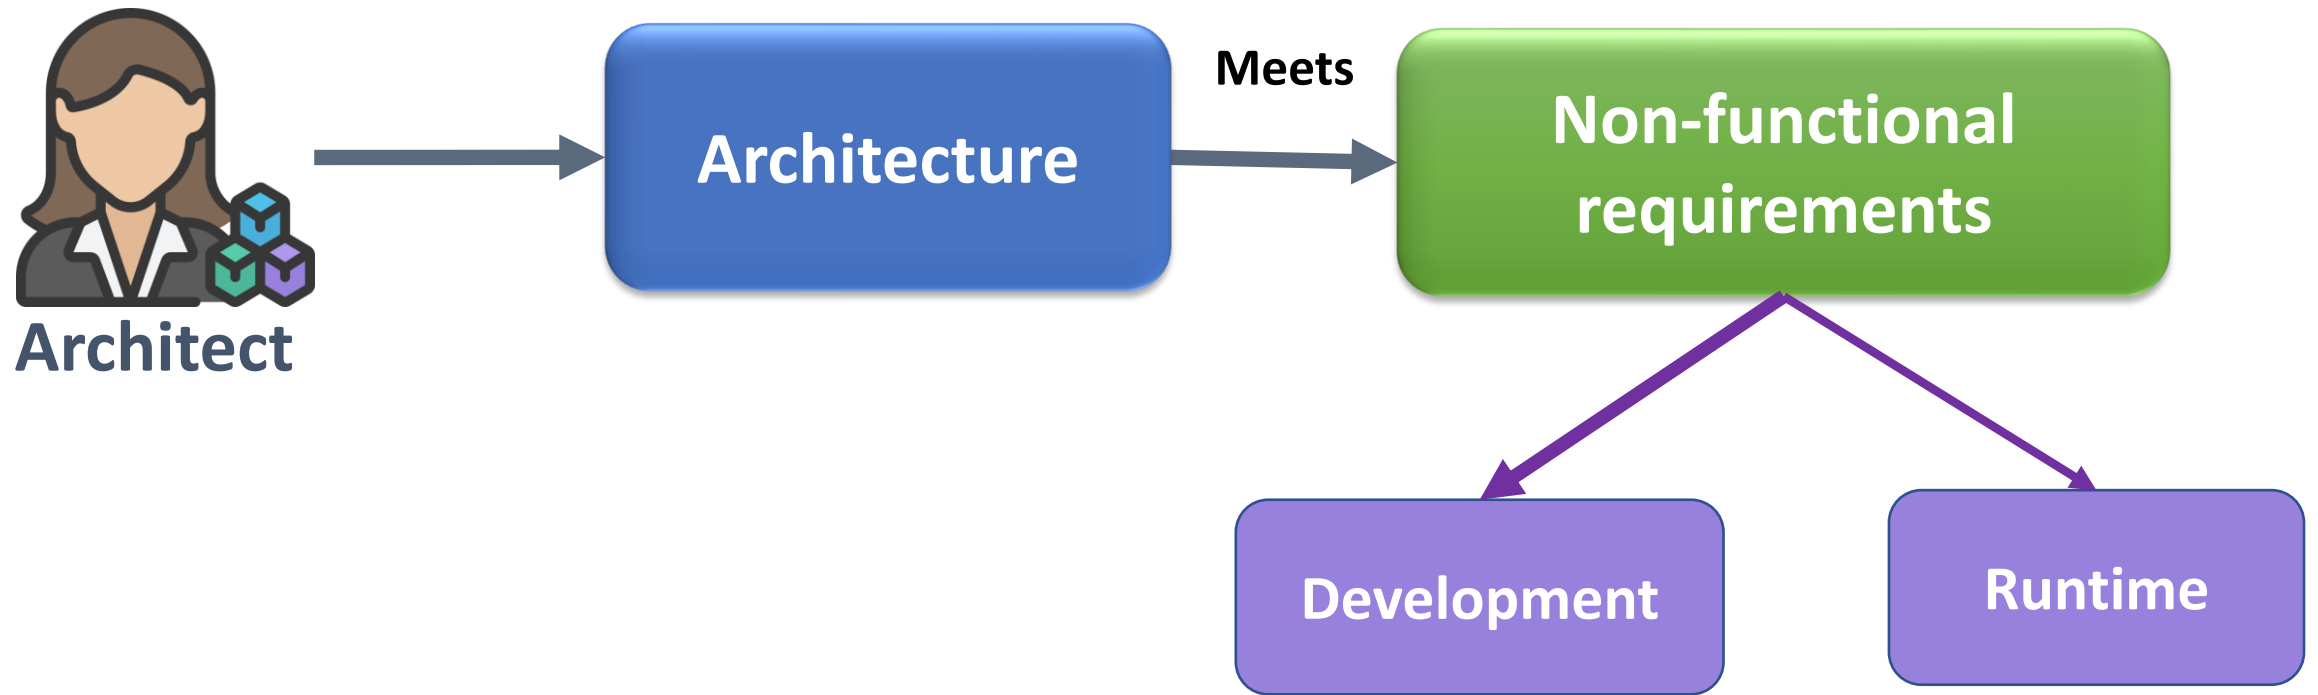 Architect
Architecture
Meets
Non-functional
requirements
Development
Runtime